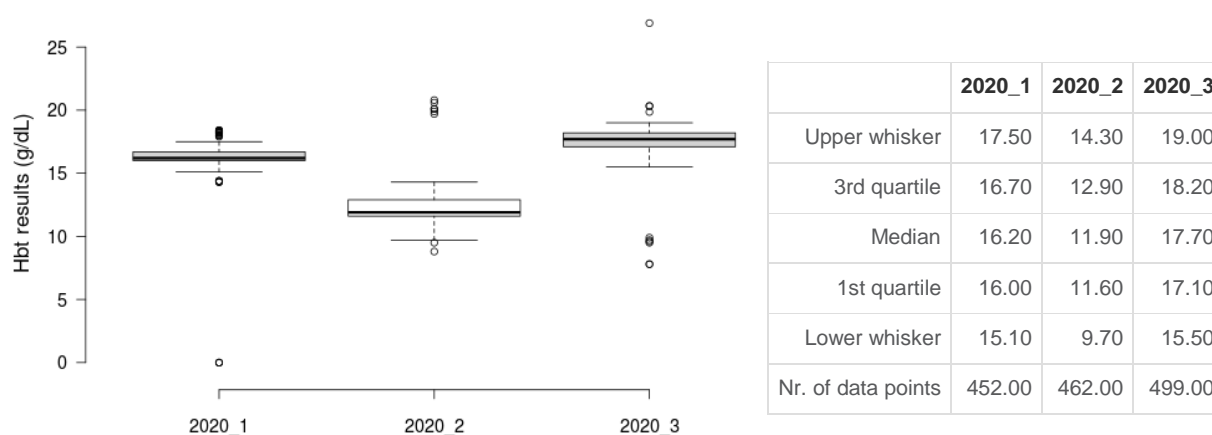 Hbt results (g/dL)
25
20
15
10
5
0
2020_1 2020_2 2020_3
2020_1 2020_2 2020_3
Upper whisker 17.50 14.30 19.00
3rd quartile 16.70 12.90 18.20
Median 16.20 11.90 17.70
1st quartile 16.00 11.60 17.10
Lower whisker 15.10 9.70 15.50
Nr. of data points 452.00 462.00 499.00